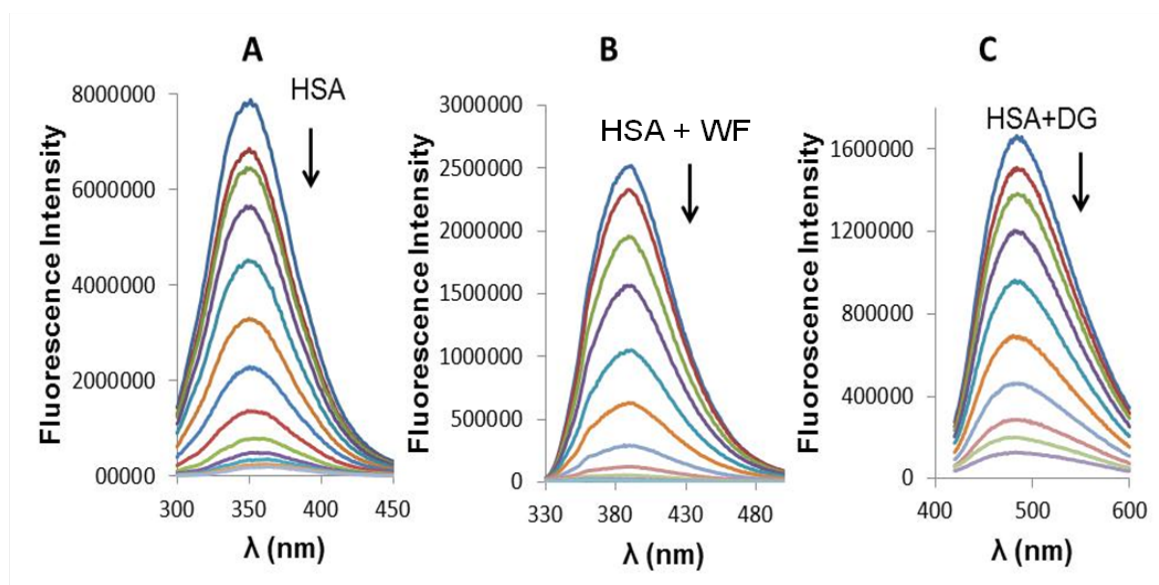 A
HSA
Fluorescence Intensity
8000000
6000000
4000000
2000000
00000
300
350
400
450
λ (nm)
B
HSA + WF
Fluorescence Intensity
3000000
2500000
2000000
1500000
1000000
500000
0
330
380
430
480
λ (nm)
C
HSA+DG
Fluoroscence Intensity
1600000
1200000
800000
400000
0
400
500
600
λ (nm)